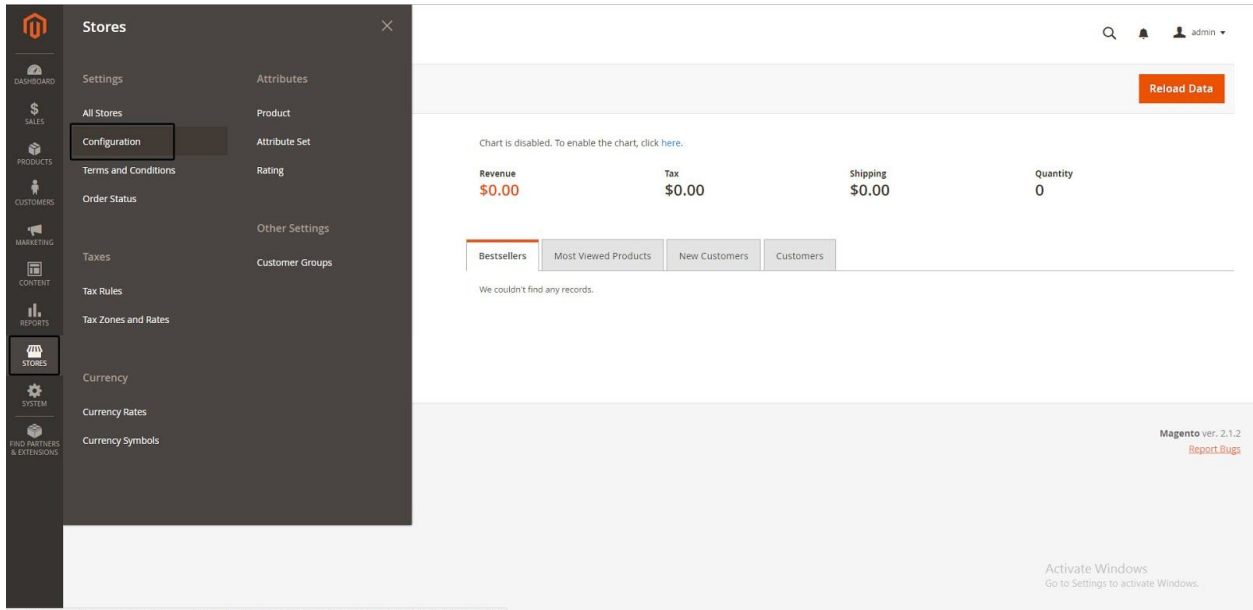 DASHBOARD
SALES
PRODUCTS
CUSTOMERS
MARKETING
CONTENT
REPORTS
STORES
SYSTEM
FIND PARTNERS
& EXTENSIONS
Stores
Settings
All Stores
Configuration
Terms and Conditions
Order Status
Taxes
Tax Rules
Tax Zones and Rates
Currency
Currency Rates
Currency Symbols
Attributes
Product
Attribute Set
Rating
Other Settings
Customer Groups
admin
Reload Data
Chart is disabled. To enable the chart, click here.
Revenue Tax Shipping Quantity
$0.00 $0.00 $0.00 0
Bestsellers Most Viewed Products New Customers Customers
We couldn't find any records.
Magento ver. 2.1.2
Report Bugs
Activate Windows
Go to Settings to activate Windows.